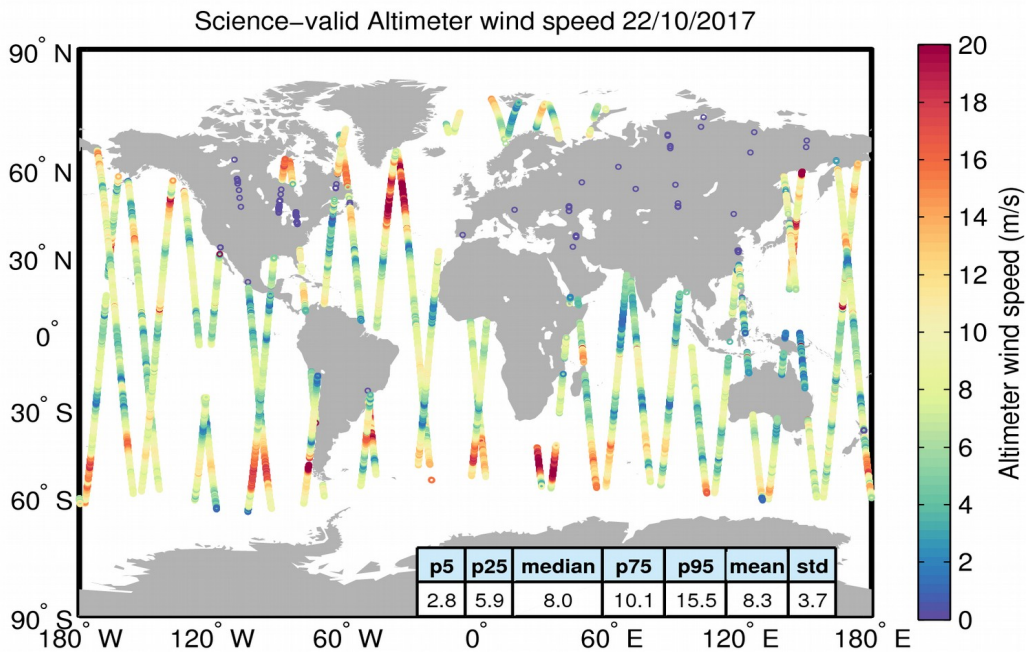 Science−valid Altimeter wind speed 22/10/2017
90° N
60° N
30° N
0°
30° S
60° S
90° S
180° W
120° W
60° W
0°
60° E
120° E
180° E
p5 p25 median p75 p95 mean std
2.8 5.9 8.0 10.1 15.5 8.3 3.7
20
18
16
14
12
10
8
6
4
2
0
Altimeter wind speed (m/s)